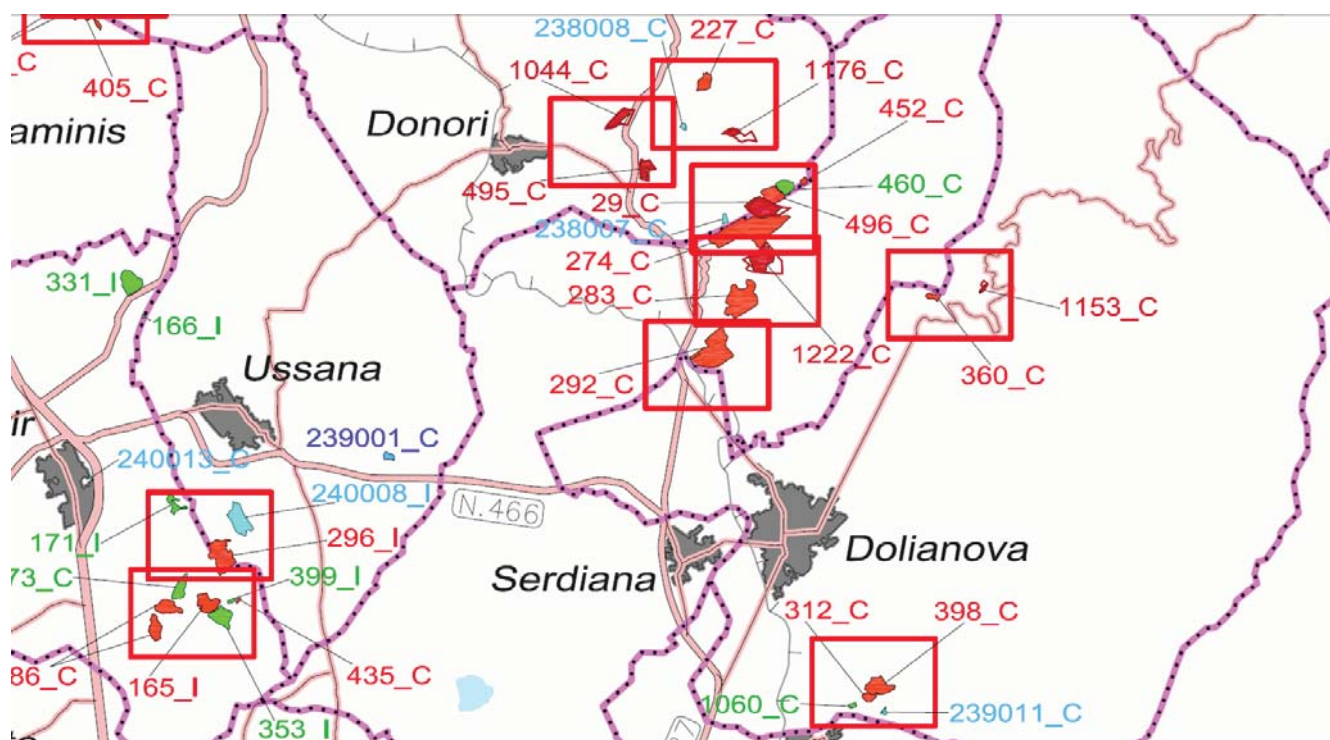 238008_C
227_C
_C
405_C
1044_C
1176_C
aminis
Donori
452_C
495_C
460_C
29_C
238007_C
496_C
274_C
331_I
283_C
1153_C
166_I
1222_C
360_C
Ussana
292_C
ir
239001_C
240013_C
240008_I
N.466
171_I
296_I
Serdiana
Dolianova
73_C
399_I
312_C
398_C
86_C
165_I
435_C
1060_C
239011_C
353_I